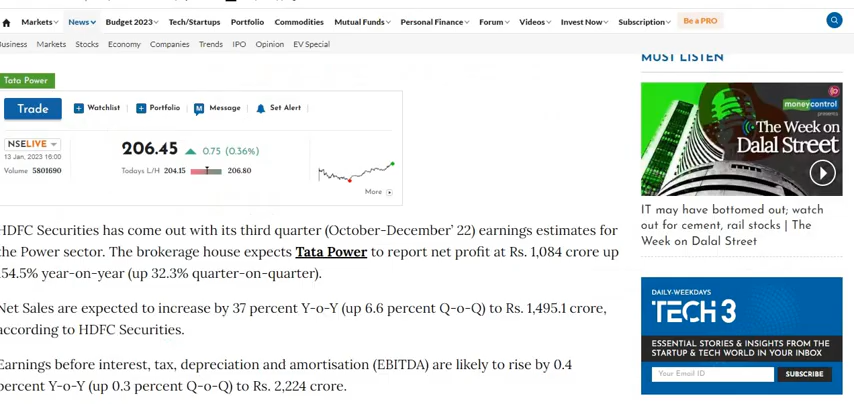 Markets News Budget 2023 Tech/Startups Portfolio Commodities Mutual Funds Personal Finance Forum Videos Invest Now Subscription Be a PRO
Business Markets Stocks Economy Companies Trends IPO Opinion EV Special
Tata Power
Trade Watchlist Portfolio Message Set Alert
NSELIVE
13 Jan, 2023 16:00
Volume 5801690
206.45 0.75 (0.36%)
Todays L/H 204.15 206.80
More
HDFC Securities has come out with its third quarter (October-December' 22) earnings estimates for
the Power sector. The brokerage house expects Tata Power to report net profit at Rs. 1,084 crore up
154.5% year-on-year (up 32.3% quarter-on-quarter).
Net Sales are expected to increase by 37 percent Y-o-Y (up 6.6 percent Q-o-Q) to Rs. 1,495.1 crore,
according to HDFC Securities.
Earnings before interest, tax, depreciation and amortisation (EBITDA) are likely to rise by 0.4
percent Y-o-Y (up 0.3 percent Q-o-Q) to Rs. 2,224 crore.
MUST LISTEN
moneycontrol
presents
The Week on
Dalal Street
IT may have bottomed out; watch
out for cement, rail stocks | The
Week on Dalal Street
DAILY-WEEKDAYS
TECH 3
ESSENTIAL STORIES & INSIGHTS FROM THE
STARTUP & TECH WORLD IN YOUR INBOX
Your Email ID SUBSCRIBE